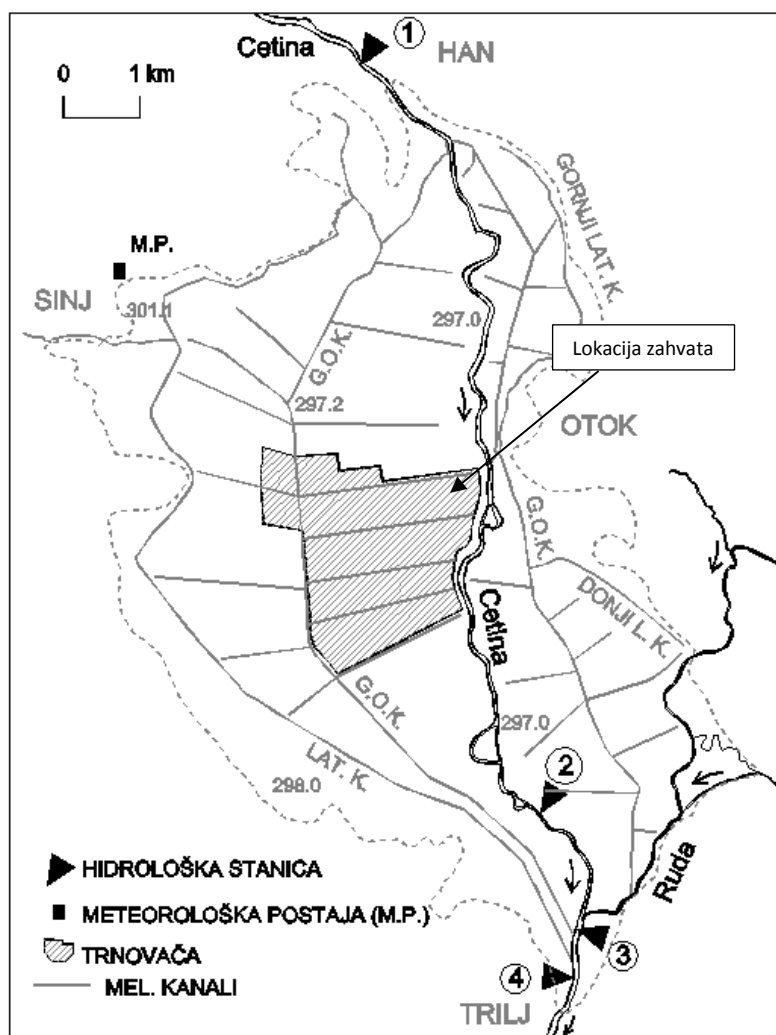 Cetina
1
HAN
0 1 km
GORNJI LAT. K.
M.P.
SINJ
301.1
297.0
G.O.K.
Lokacija zahvata
297.2
OTOK
G.O.K.
DONJI L. K.
Cetina
G.O.K.
297.0
LAT. K.
2
298.0
HIDROLOŠKA STANICA
Ruda
METEOROLOŠKA POSTAJA (M.P.)
TRNOVAČA
3
MEL. KANALI
4
TRILJ